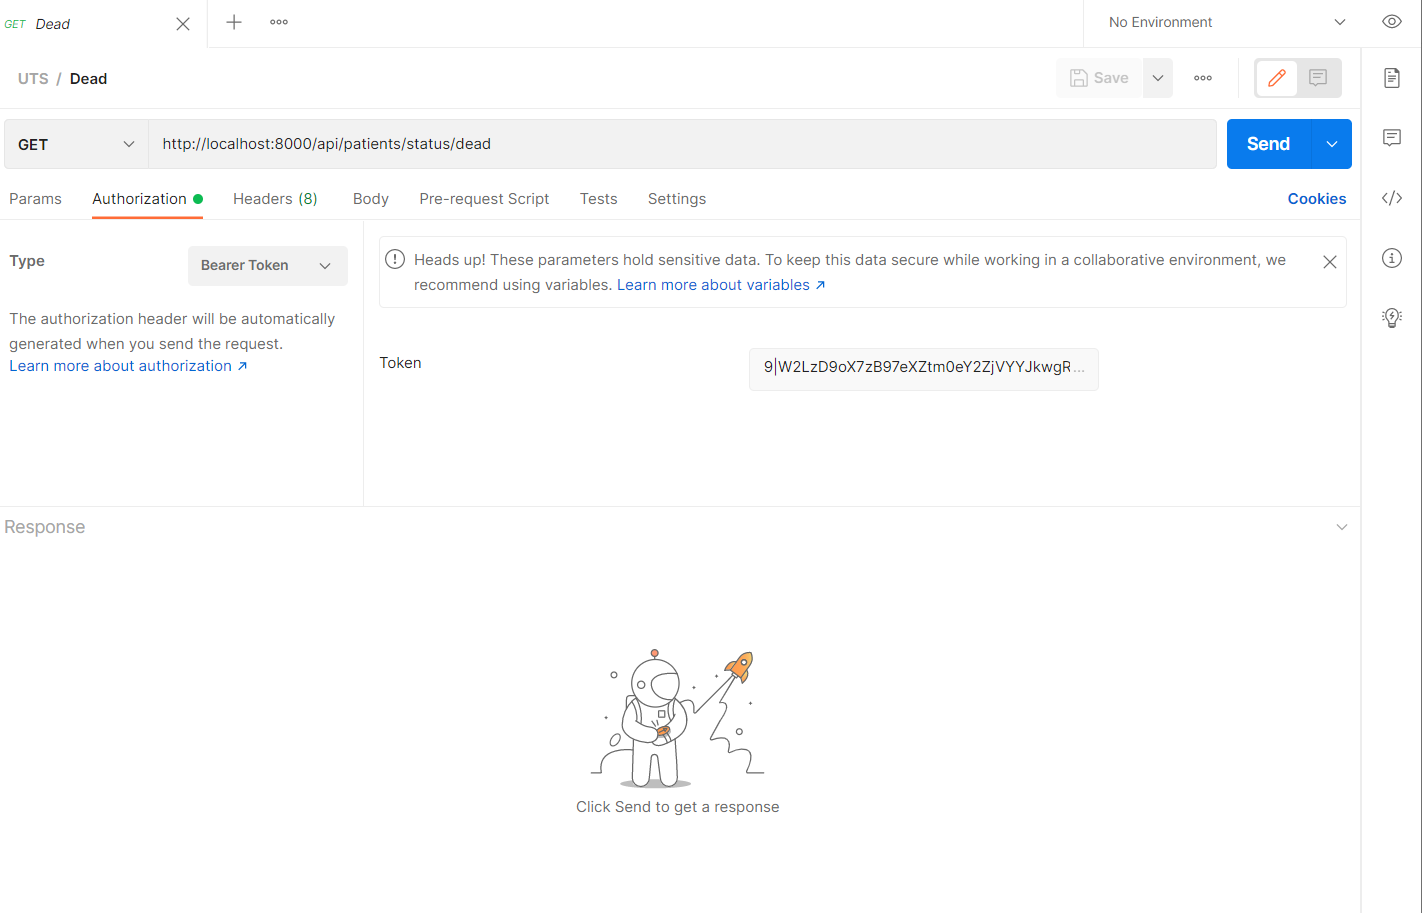 GET Dead
No Environment
UTS / Dead
Save
GET
http://localhost:8000/api/patients/status/dead
Send
Params
Authorization
Headers (8)
Body
Pre-request Script
Tests
Settings
Cookies
Type
Bearer Token
The authorization header will be automatically
generated when you send the request.
Learn more about authorization ↗
Heads up! These parameters hold sensitive data. To keep this data secure while working in a collaborative environment, we
recommend using variables. Learn more about variables ↗
Token
9|W2LzD9oX7zB97eXZtm0eY2ZjVYYJkwgR...
Response
Click Send to get a response